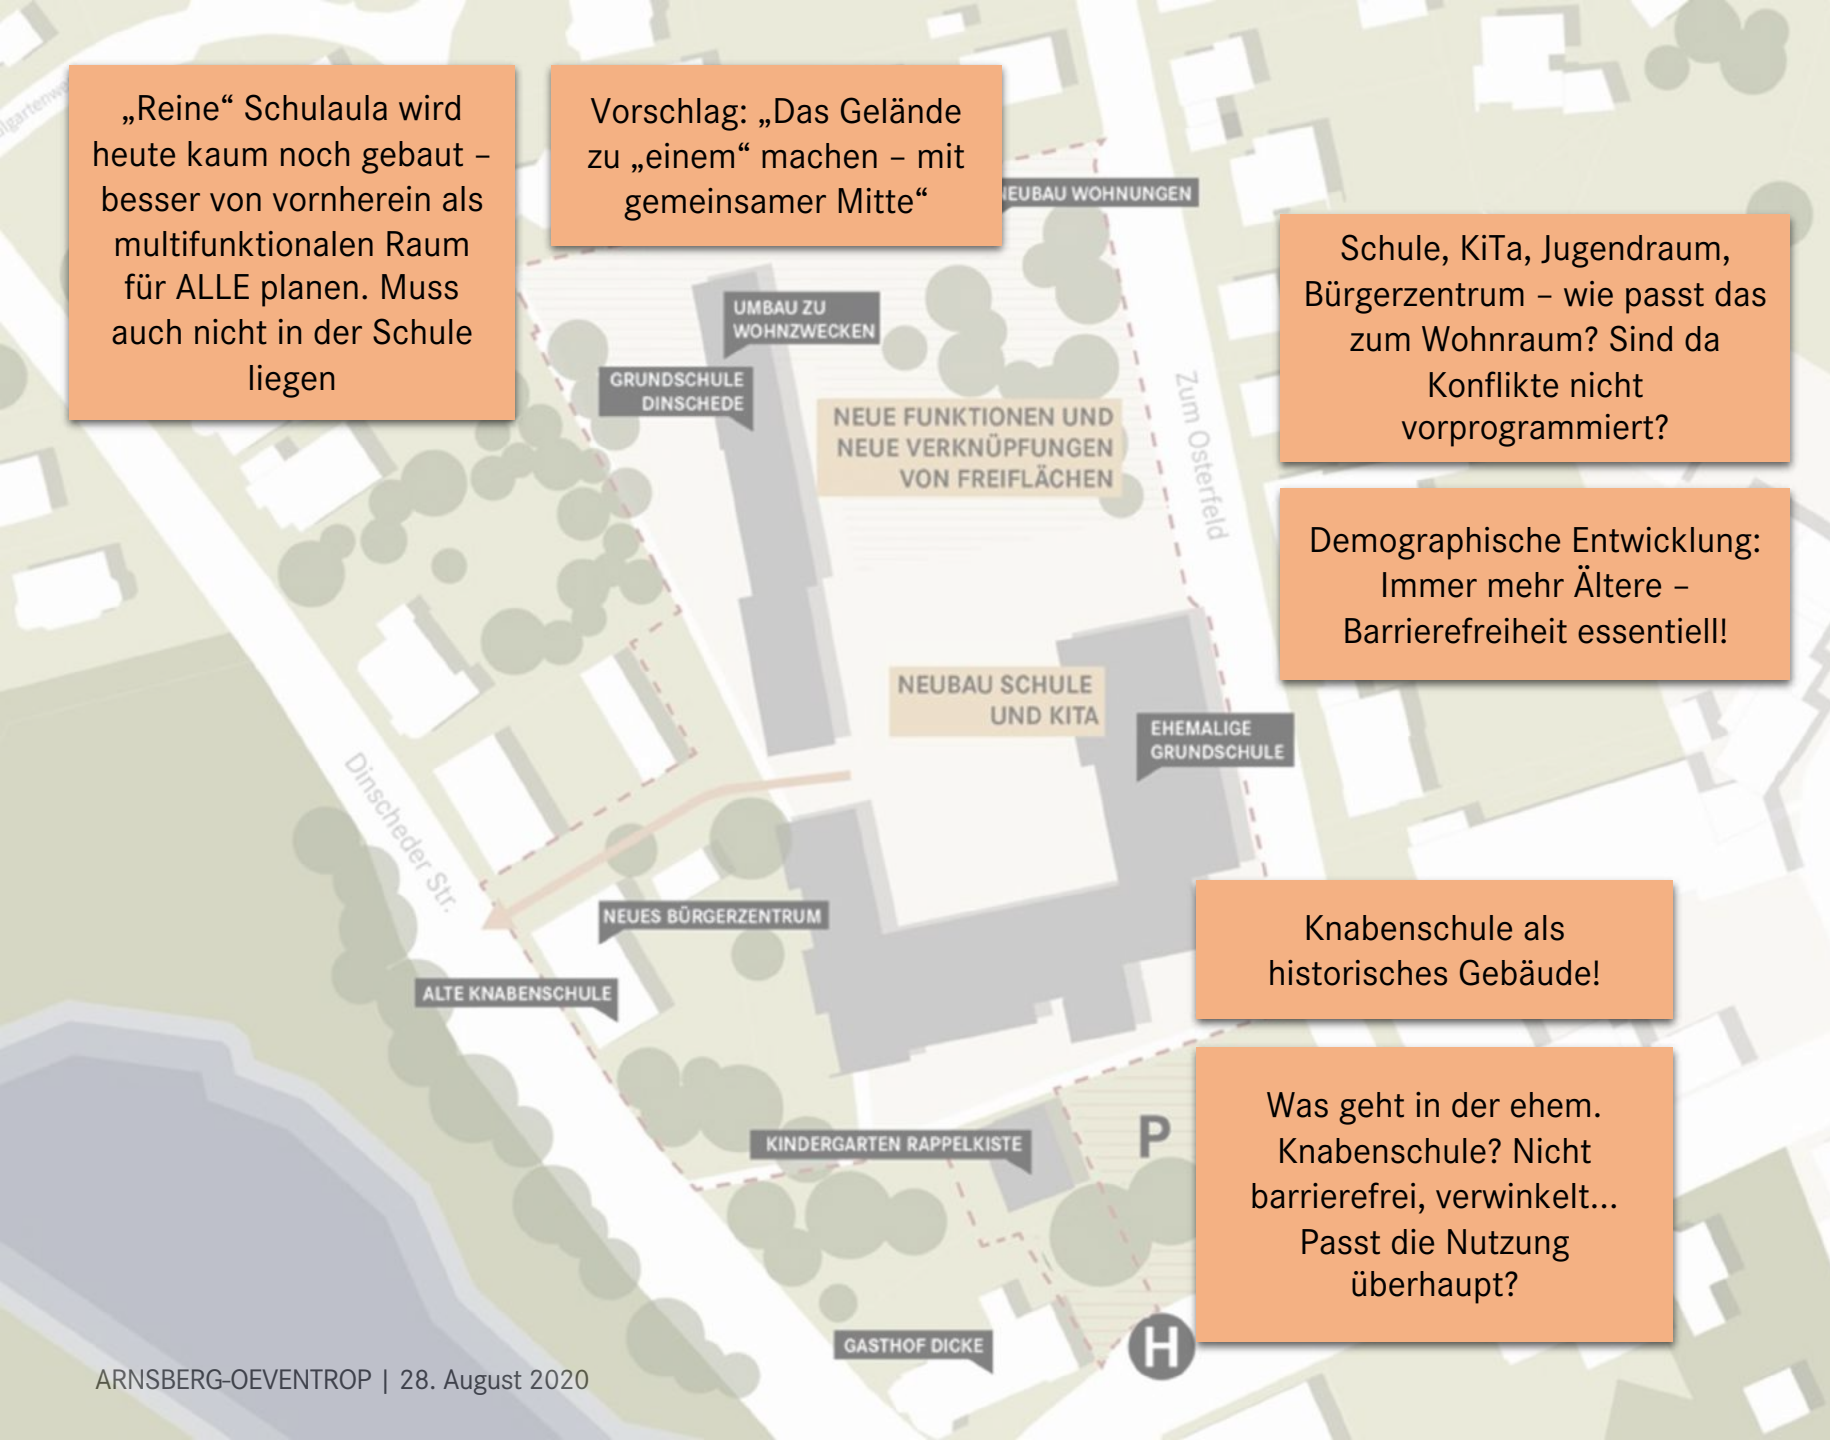 „Reine“ Schulaula wird
heute kaum noch gebaut –
besser von vornherein als
multifunktionalen Raum
für ALLE planen. Muss
auch nicht in der Schule
liegen
Vorschlag: „Das Gelände
zu „einem“ machen – mit
gemeinsamer Mitte“
NEUBAU WOHNUNGEN
Schule, KiTa, Jugendraum,
Bürgerzentrum – wie passt das
zum Wohnraum? Sind da
Konflikte nicht
vorprogrammiert?
UMBAU ZU
WOHNZWECKEN
GRUNDSCHULE
DINSCHEDE
NEUE FUNKTIONEN UND
NEUE VERKNÜPFUNGEN
VON FREIFLÄCHEN
Zum Osterfeld
Demographische Entwicklung:
Immer mehr Ältere –
Barrierefreiheit essentiell!
NEUBAU SCHULE
UND KITA
EHEMALIGE
GRUNDSCHULE
Dinscheder Str.
NEUES BÜRGERZENTRUM
ALTE KNABENSCHULE
Knabenschule als
historisches Gebäude!
Was geht in der ehem.
Knabenschule? Nicht
barrierefrei, verwinkelt...
Passt die Nutzung
überhaupt?
KINDERGARTEN RAPPELKISTE
P
GASTHOF DICKE
H
ARNSBERG-OEVENTROP | 28. August 2020